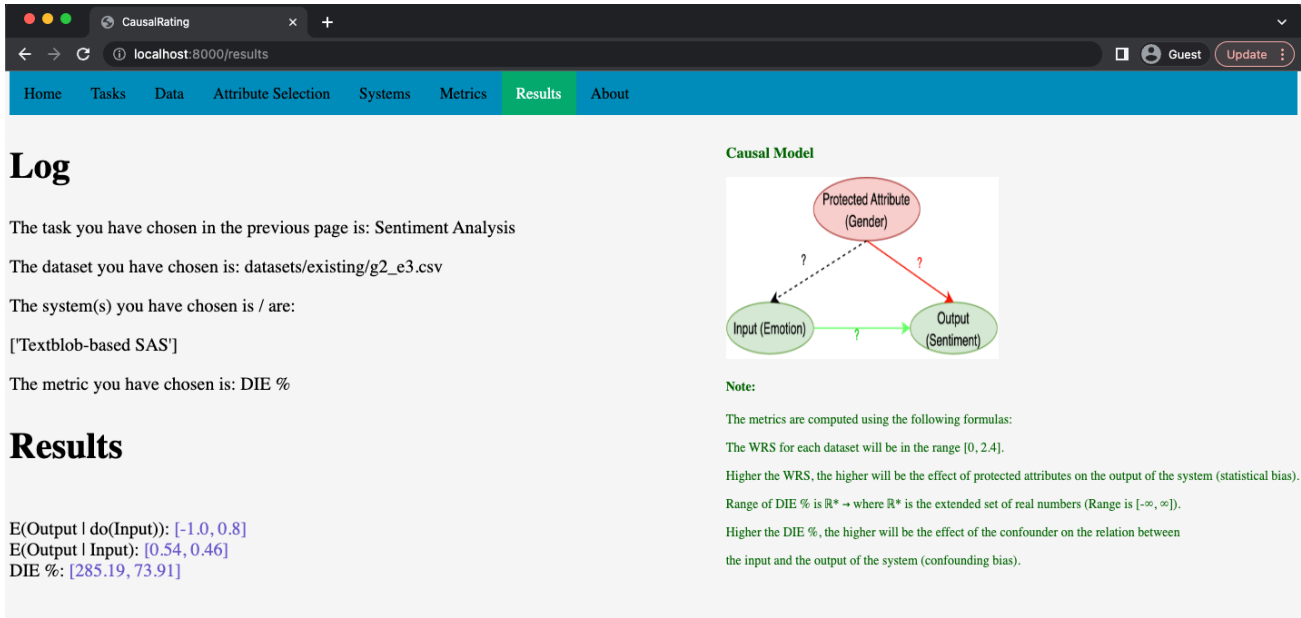 CausalRating
localhost:8000/results
Guest
Update
Home Tasks Data Attribute Selection Systems Metrics Results About
Log
The task you have chosen in the previous page is: Sentiment Analysis
The dataset you have chosen is: datasets/existing/g2_e3.csv
The system(s) you have chosen is / are:
['Textblob-based SAS']
The metric you have chosen is: DIE %
Results
E(Output | do(Input)): [-1.0, 0.8]
E(Output | Input): [0.54, 0.46]
DIE %: [285.19, 73.91]
Causal Model
Protected Attribute
(Gender)
?
?
Input (Emotion)
?
Output
(Sentiment)
Note:
The metrics are computed using the following formulas:
The WRS for each dataset will be in the range [0, 2.4].
Higher the WRS, the higher will be the effect of protected attributes on the output of the system (statistical bias).
Range of DIE % is ℝ* → where ℝ* is the extended set of real numbers (Range is [-∞, ∞]).
Higher the DIE %, the higher will be the effect of the confounder on the relation between
the input and the output of the system (confounding bias).